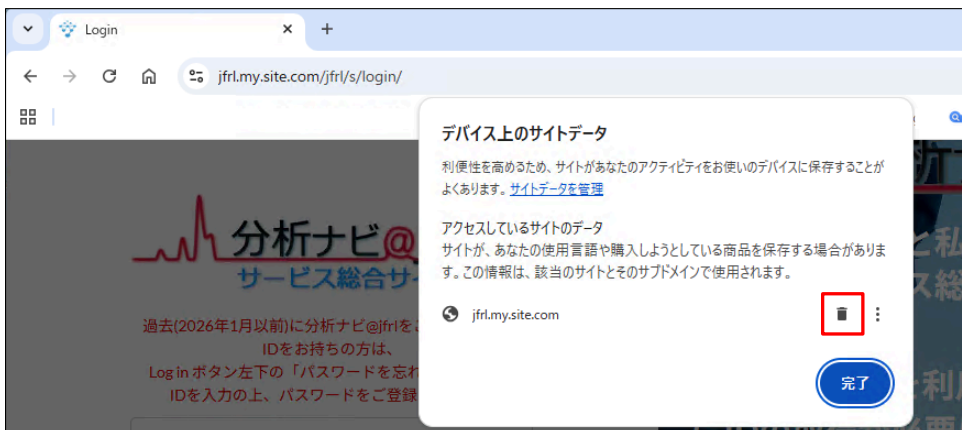 Login
jfrl.my.site.com/jfrl/s/login/
デバイス上のサイトデータ
利便性を高めるため、サイトがあなたのアクティビティをお使いのデバイスに保存することが
よくあります。サイトデータを管理
アクセスしているサイトのデータ
サイトが、あなたの使用言語や購入しようとしている商品を保存する場合がありま
す。この情報は、該当のサイトとそのサブドメインで使用されます。
jfrl.my.site.com
完了
分析ナビ@
サービス総合サ
過去(2026年1月以前)に分析ナビ@jfrlを
IDをお持ちの方は、
Log in ボタン左下の「パスワードを忘れ
IDを入力の上、パスワードをご登録
と私
ス総
利